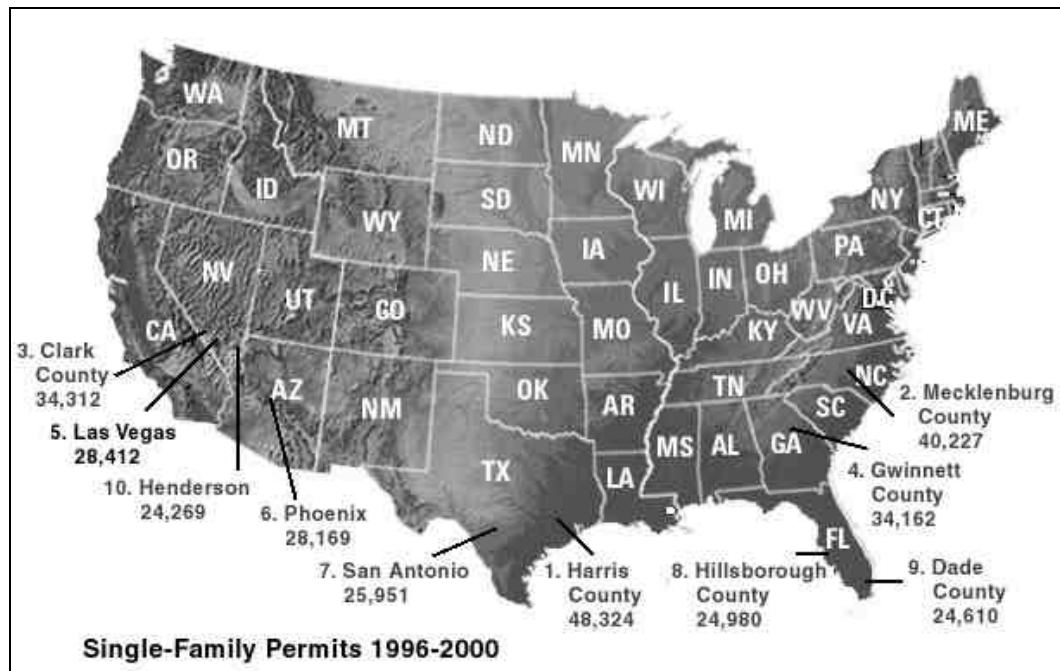 WA
MT
ND
MN
ME
OR
ID
SD
WI
NY
WY
MI
CT
NE
IA
PA
NV
IL
IN
OH
DC
UT
CO
WV
VA
CA
KS
MO
KY
3. Clark
County
34,312
AZ
NM
OK
AR
TN
NC
SC
2. Mecklenburg
County
40,227
5. Las Vegas
28,412
MS
AL
GA
10. Henderson
24,269
TX
LA
4. Gwinnett
County
34,162
6. Phoenix
28,169
FL
7. San Antonio
25,951
1. Harris
County
48,324
8. Hillsborough
County
24,980
9. Dade
County
24,610
Single-Family Permits 1996-2000